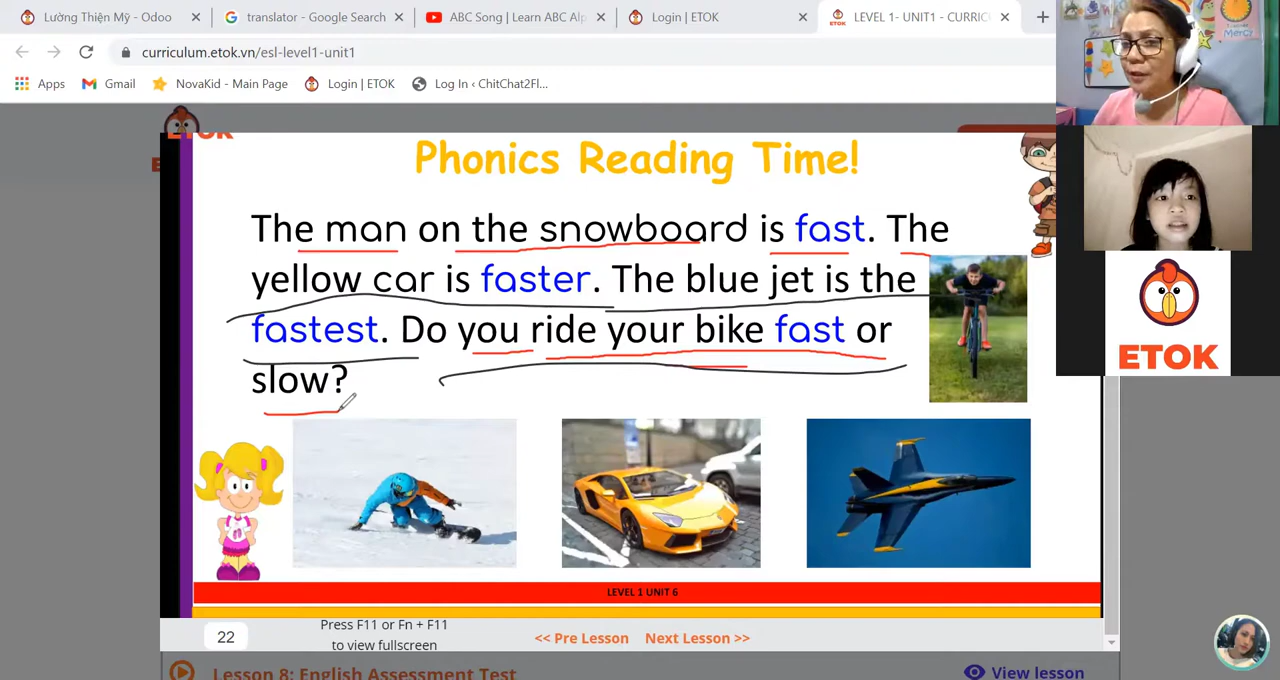 Lường Thiện Mỹ - Odoo
translator - Google Search
ABC Song | Learn ABC Alp
Login | ETOK
LEVEL 1- UNIT1 - CURRIC
curriculum.etok.vn/esl-level1-unit1
Apps
Gmail
NovaKid - Main Page
Login | ETOK
Log In ‹ ChitChat2Fl...
Merci
ETOK
Phonics Reading Time!
The man on the snowboard is fast. The
yellow car is faster. The blue jet is the
fastest. Do you ride your bike fast or
slow?
ETOK
LEVEL 1 UNIT 6
22
Press F11 or Fn + F11
to view fullscreen
<< Pre Lesson
Next Lesson >>
Lesson 8: English Assessment Test
View lesson